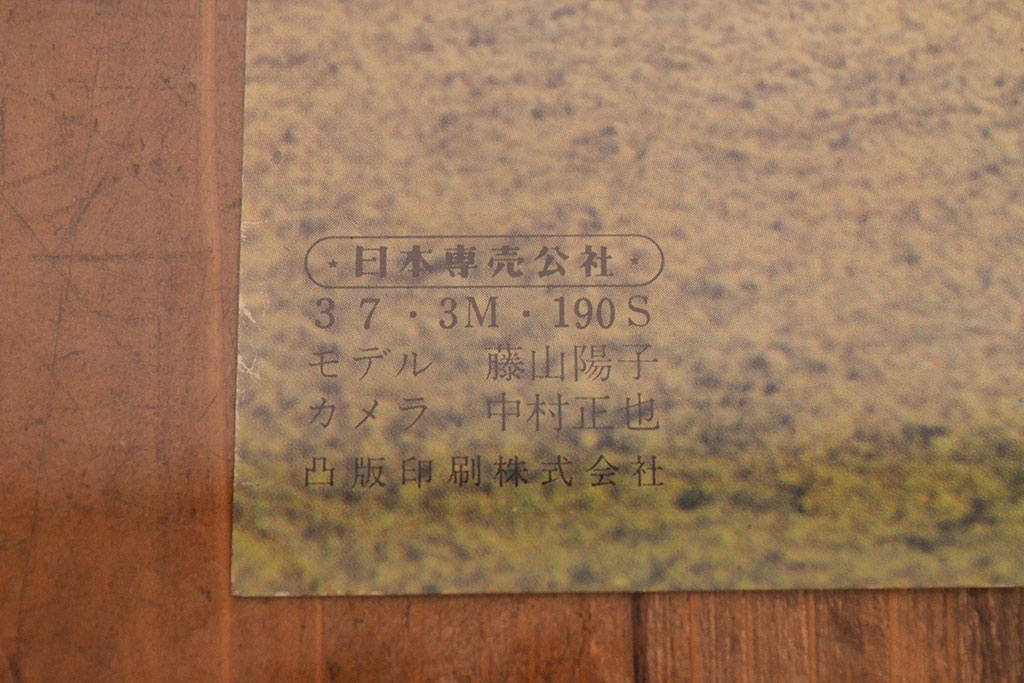 ★日本専売公社★
37・3M・190S
モデル 藤山陽子
カメラ 中村正也
凸版印刷株式会社